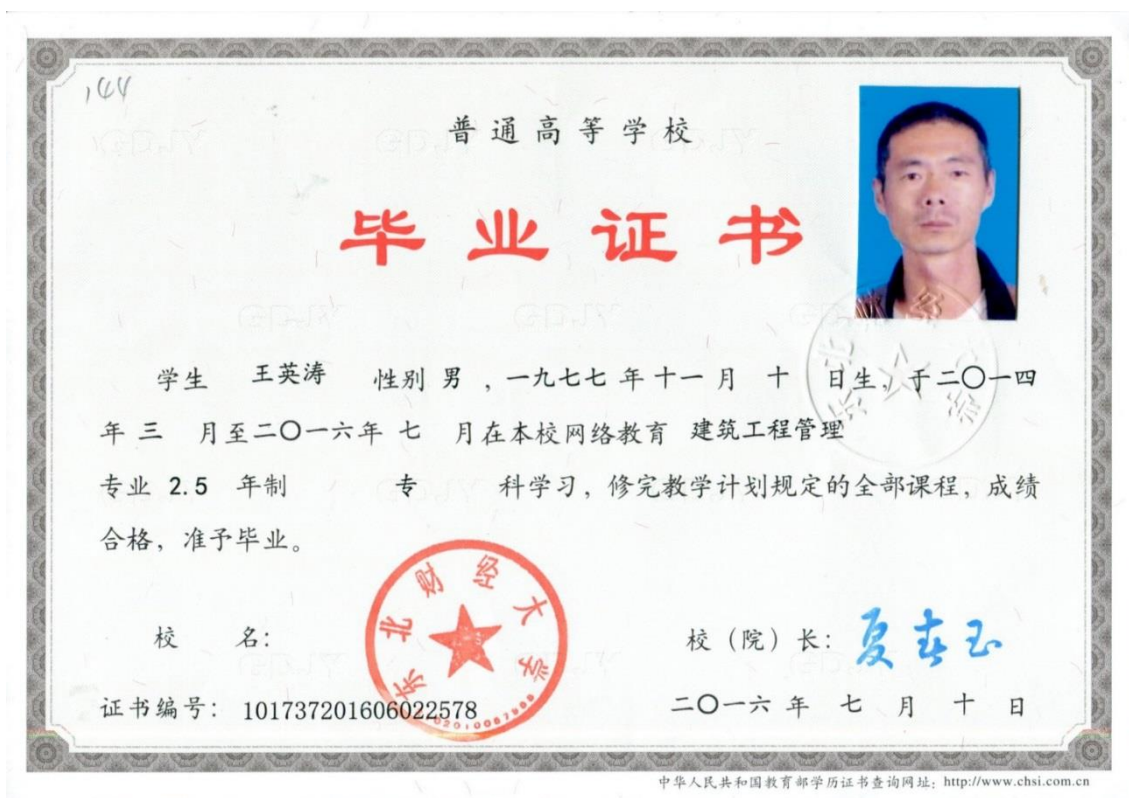 144
普通高等学校
毕业证书
学生 王英涛 性别 男 ，一九七七 年 十一 月 十 日生，于二〇一四
年 三 月至二〇一六年 七 月在本校网络教育 建筑工程管理
专业 2.5 年制 专 科学习，修完教学计划规定的全部课程，成绩
合格，准予毕业。
东北财经大学
校 名：
校（院）长：夏春玉
证书编号：101737201606022578
二〇一六 年 七 月 十 日
中华人民共和国教育部学历证书查询网址：http://www.chsi.com.cn